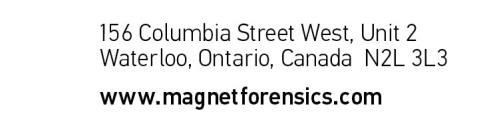 156 Columbia Street West, Unit 2
Waterloo, Ontario, Canada  N2L 3L3
www.magnetforensics.com